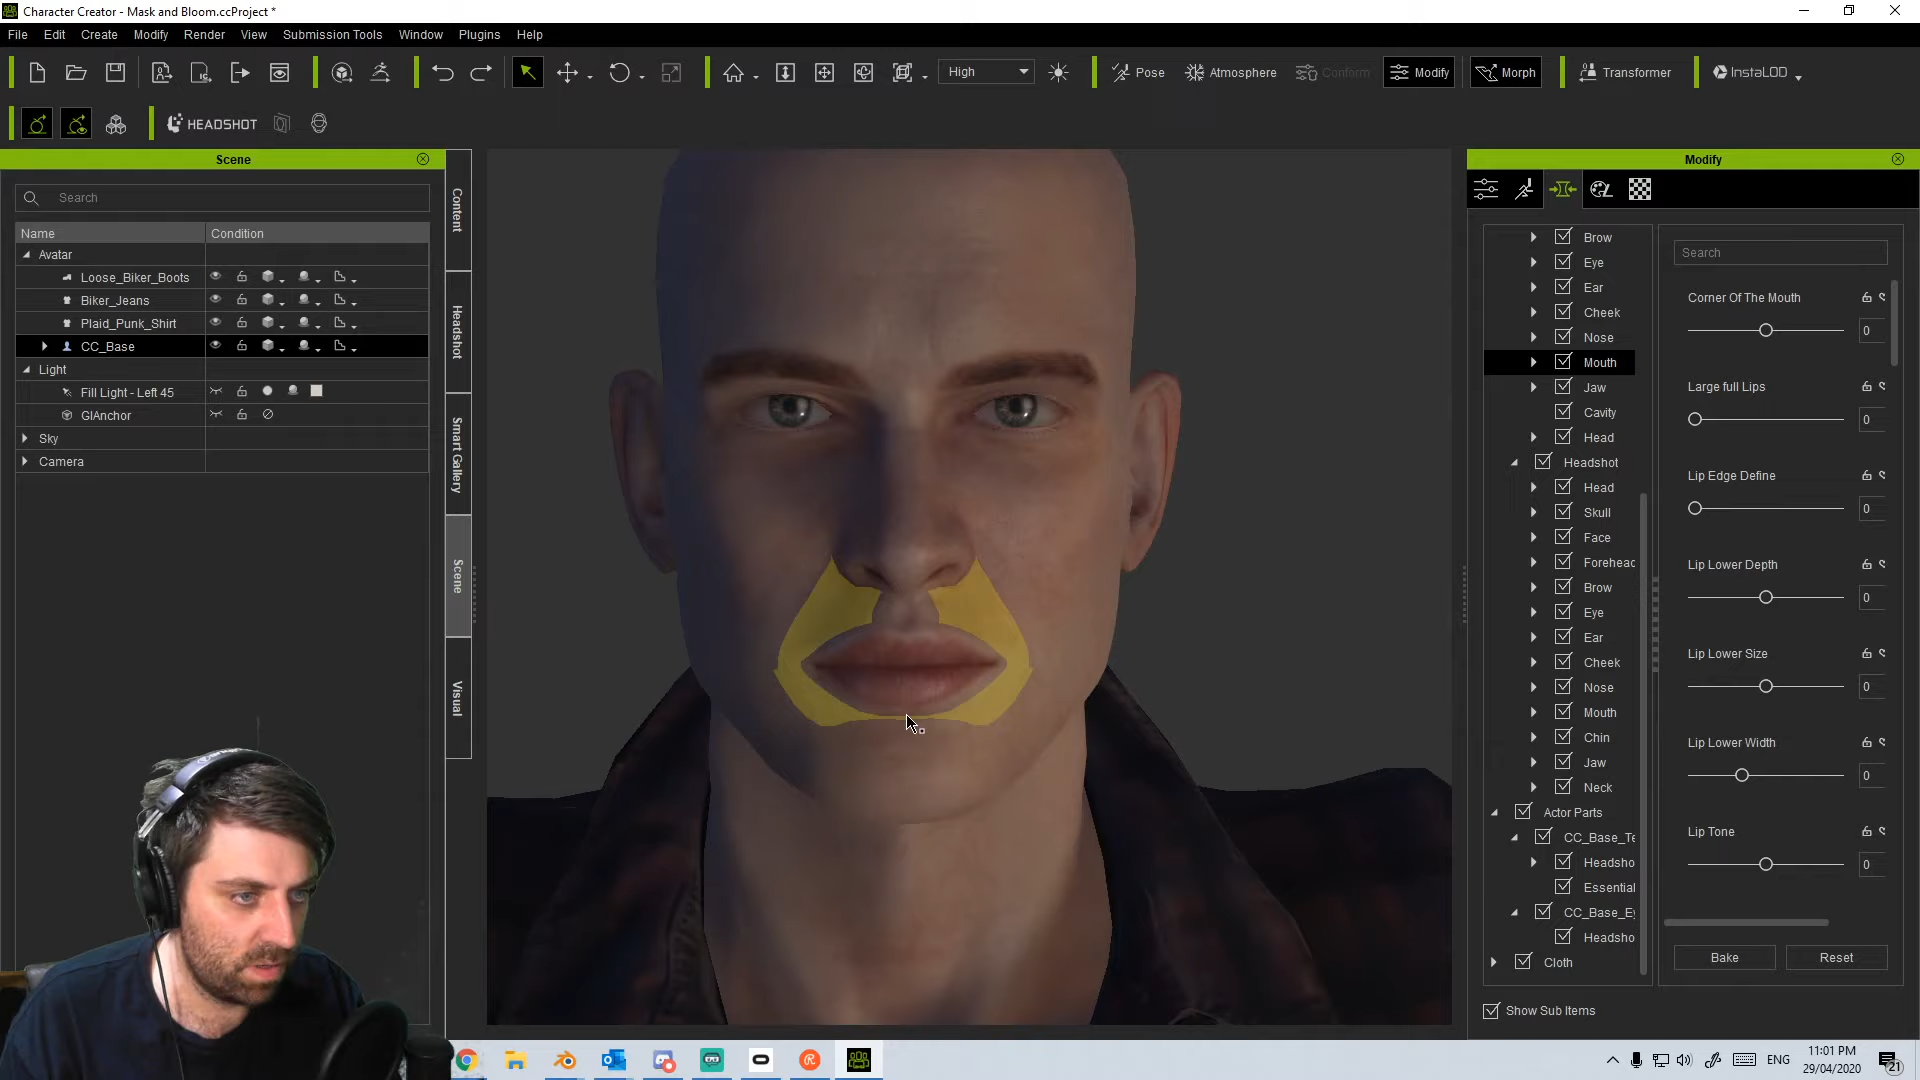 Character Creator - Mask and Bloom.ccProject *
File Edit Create Modify Render View Submission Tools Window Plugins Help
High Pose Atmosphere Conform Modify Morph Transformer InstaLOD
HEADSHOT
Scene
Search
Name Condition
Avatar
Loose_Biker_Boots
Biker_Jeans
Plaid_Punk_Shirt
CC_Base
Light
Fill Light - Left 45
GIAnchor
Sky
Camera
Content
Headshot
Smart Gallery
Scene
Visual
Modify
Brow
Eye
Ear
Cheek
Nose
Mouth
Jaw
Cavity
Head
Headshot
Head
Skull
Face
Forehead
Brow
Eye
Ear
Cheek
Nose
Mouth
Chin
Jaw
Neck
Actor Parts
CC_Base_Te
Headsho
Essential
CC_Base_Ey
Headsho
Cloth
Show Sub Items
Search
Corner Of The Mouth
0
Large full Lips
0
Lip Edge Define
0
Lip Lower Depth
0
Lip Lower Size
0
Lip Lower Width
0
Lip Tone
0
Bake Reset
ENG
11:01 PM
29/04/2020
21